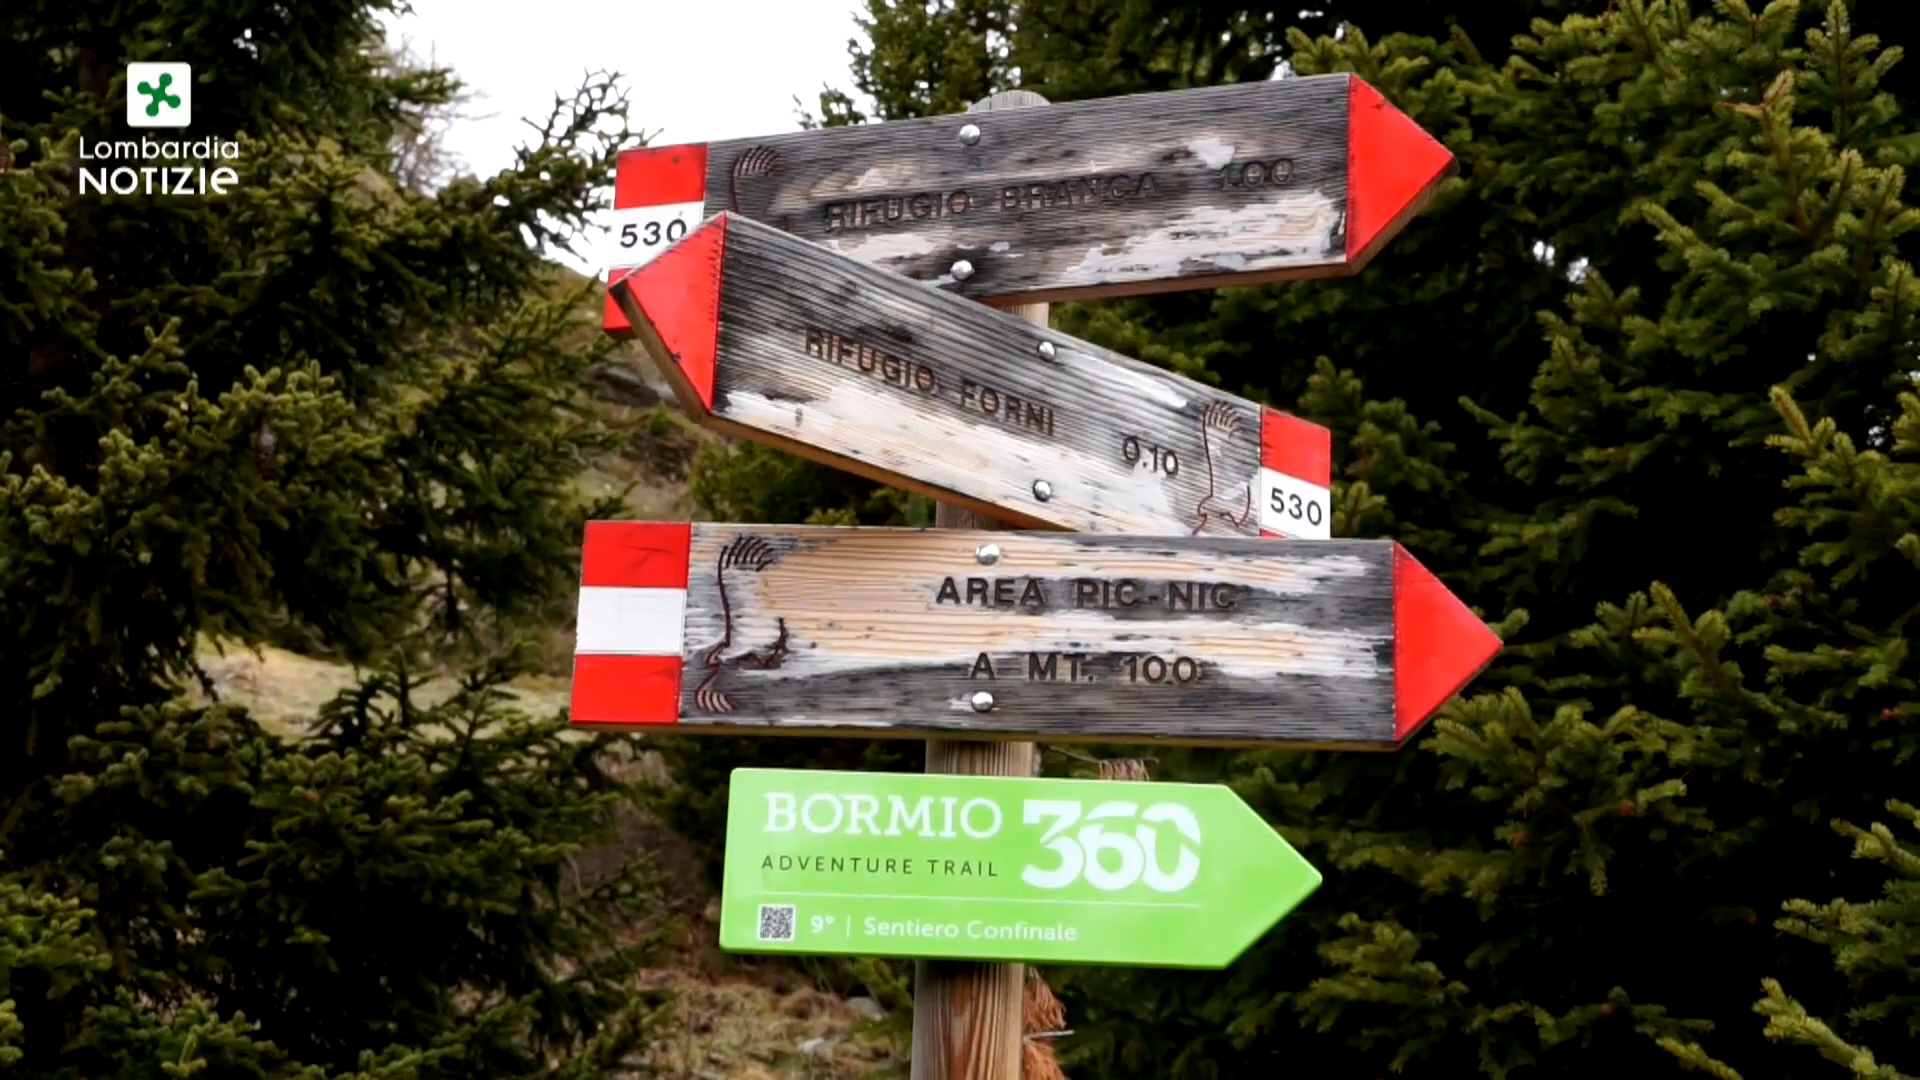 Lombardia
NOTIZIE
RIFUGIO BRANCA 1.00
530
RIFUGIO FORNI 0.10
530
AREA PIC-NIC
A MT. 100
BORMIO 360
ADVENTURE TRAIL
9° | Sentiero Confinale